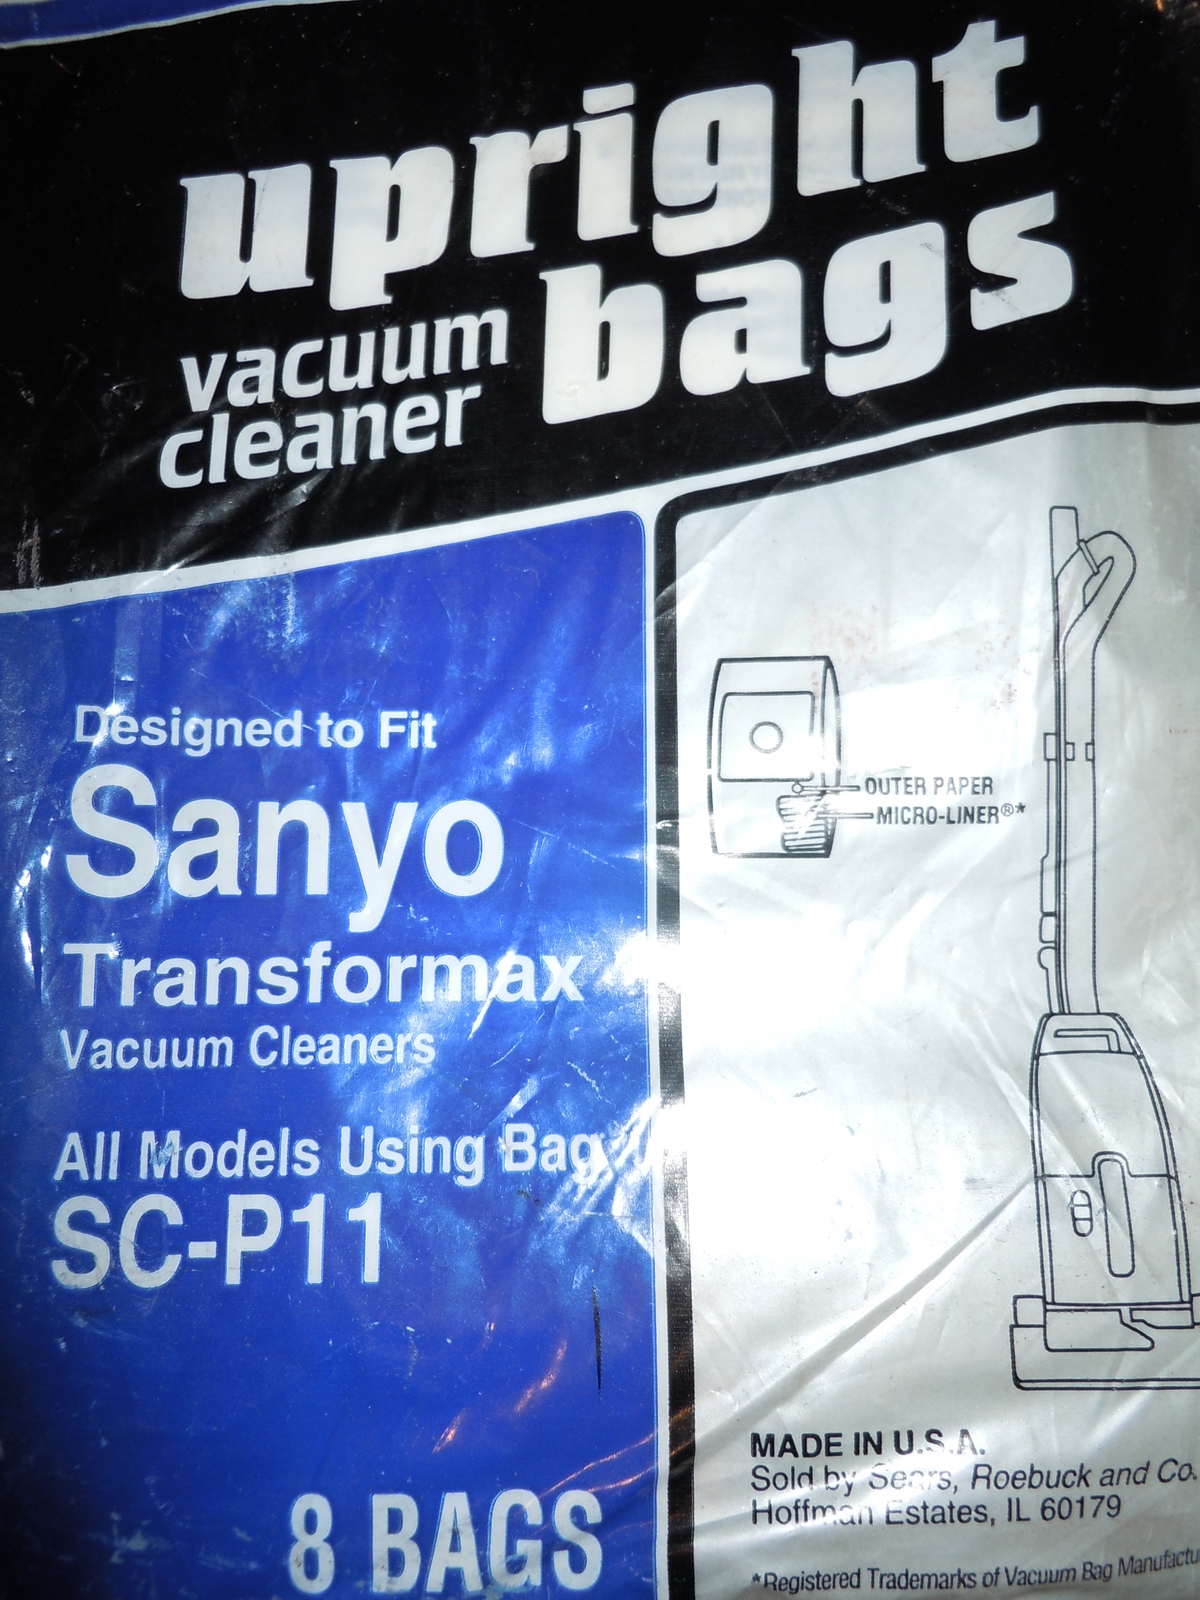 upright
vacuum
cleaner
bags
Designed to Fit
Sanyo
Transformax
Vacuum Cleaners
All Models Using Bag
SC-P11
8 BAGS
OUTER PAPER
MICRO-LINER®*
MADE IN U.S.A.
Sold by Sears, Roebuck and Co.
Hoffman Estates, IL 60179
*Registered Trademarks of Vacuum Bag